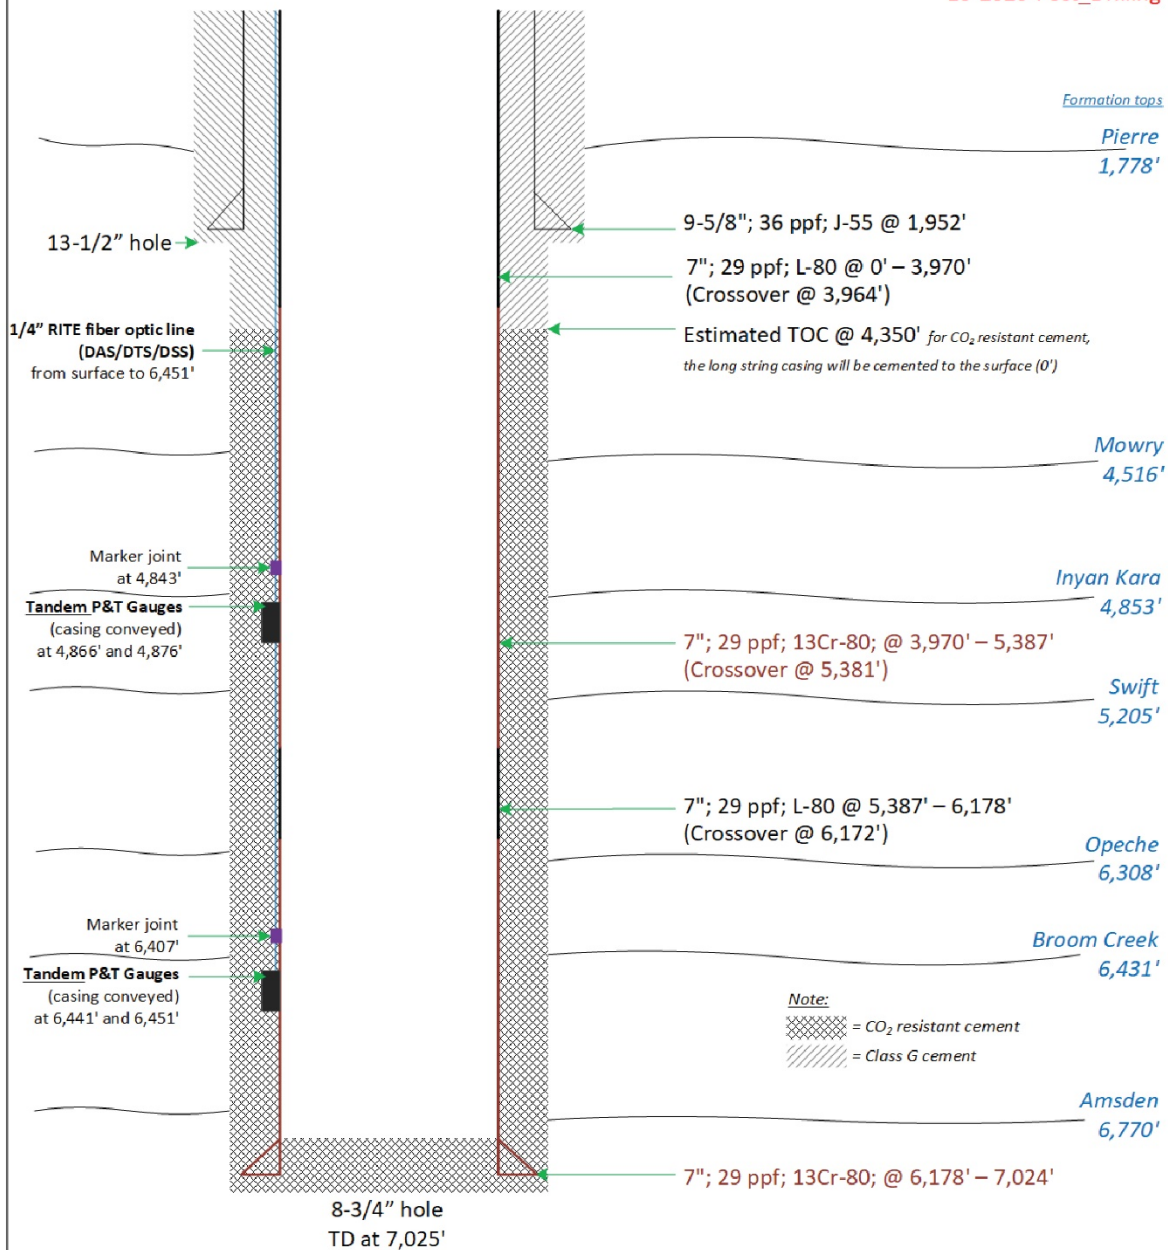 Formation tops
Pierre
1,778'
9-5/8"; 36 ppf; J-55 @ 1,952'
13-1/2” hole
7"; 29 ppf; L-80 @ 0' – 3,970'
(Crossover @ 3,964')
1/4” RITE fiber optic line
(DAS/DTS/DSS)
from surface to 6,451'
Estimated TOC @ 4,350' for CO₂ resistant cement,
the long string casing will be cemented to the surface (0')
Mowry
4,516'
Marker joint
at 4,843'
Inyan Kara
4,853'
Tandem P&T Gauges
(casing conveyed)
at 4,866' and 4,876'
7"; 29 ppf; 13Cr-80; @ 3,970' – 5,387'
(Crossover @ 5,381')
Swift
5,205'
7"; 29 ppf; L-80 @ 5,387' – 6,178'
(Crossover @ 6,172')
Opeche
6,308'
Marker joint
at 6,407'
Broom Creek
6,431'
Tandem P&T Gauges
(casing conveyed)
at 6,441' and 6,451'
Note:
= CO₂ resistant cement
= Class G cement
Amsden
6,770'
7"; 29 ppf; 13Cr-80; @ 6,178' – 7,024'
8-3/4” hole
TD at 7,025'